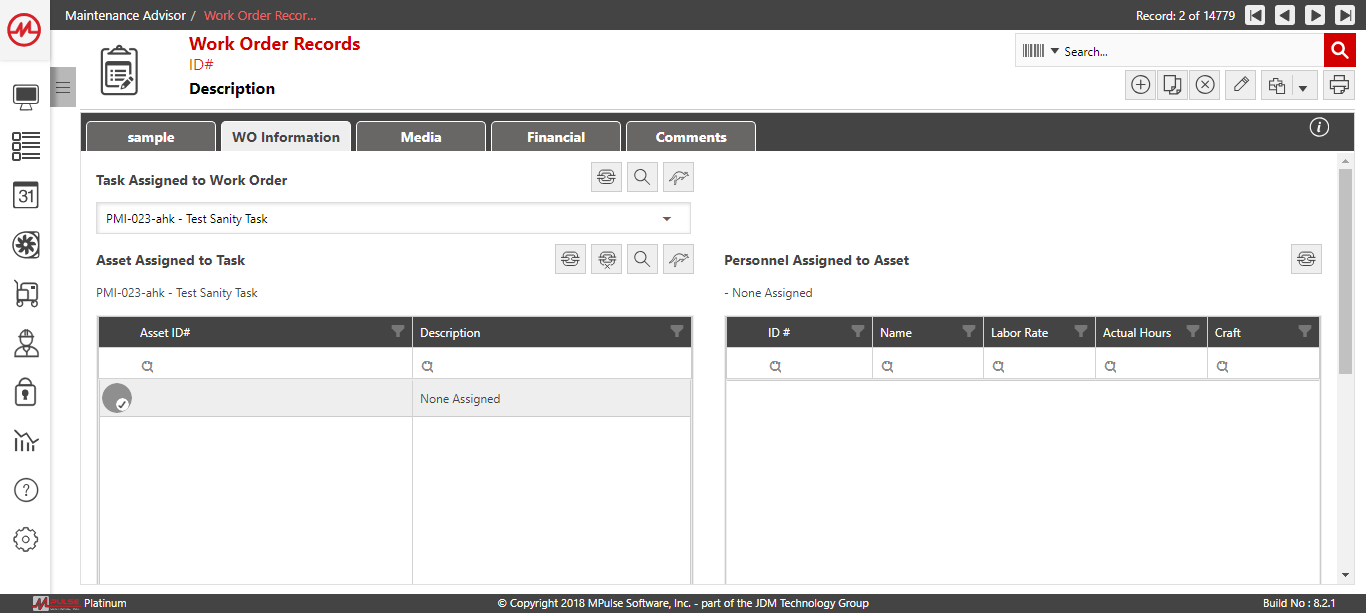 Maintenance Advisor / Work Order Recor...
Record: 2 of 14779
Work Order Records
ID#
Description
Search...
sample
WO Information
Media
Financial
Comments
Task Assigned to Work Order
PMI-023-ahk - Test Sanity Task
Asset Assigned to Task
PMI-023-ahk - Test Sanity Task
Asset ID#
Description
None Assigned
Personnel Assigned to Asset
- None Assigned
ID #
Name
Labor Rate
Actual Hours
Craft
31
?
MPULSE Platinum
© Copyright 2018 MPulse Software, Inc. - part of the JDM Technology Group
Build No : 8.2.1